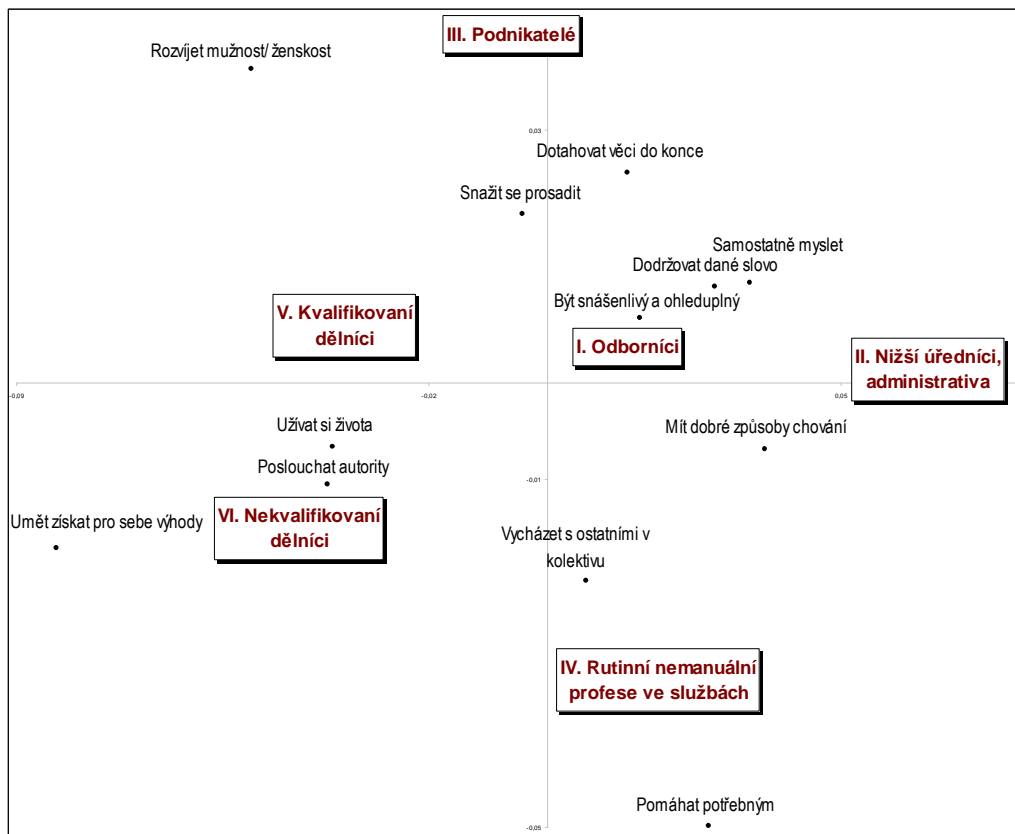 III. Podnikatelé
Rozvíjet mužnost/ ženskost
0,03
Dotahovat věci do konce
Snažit se prosadit
Samostatně myslet
Dodržovat dané slovo
Být snášenlivý a ohleduplný
V. Kvalifikovaní
dělníci
I. Odborníci
II. Nižší úředníci,
administrativa
-0,09
-0,02
0,05
Užívat si života
Mít dobré způsoby chování
Poslouchat autority
-0,01
Umět získat pro sebe výhody
VI. Nekvalifikovaní
dělníci
Vycházet s ostatními v
kolektivu
IV. Rutinní nemanuální
profese ve službách
Pomáhat potřebným
-0,05